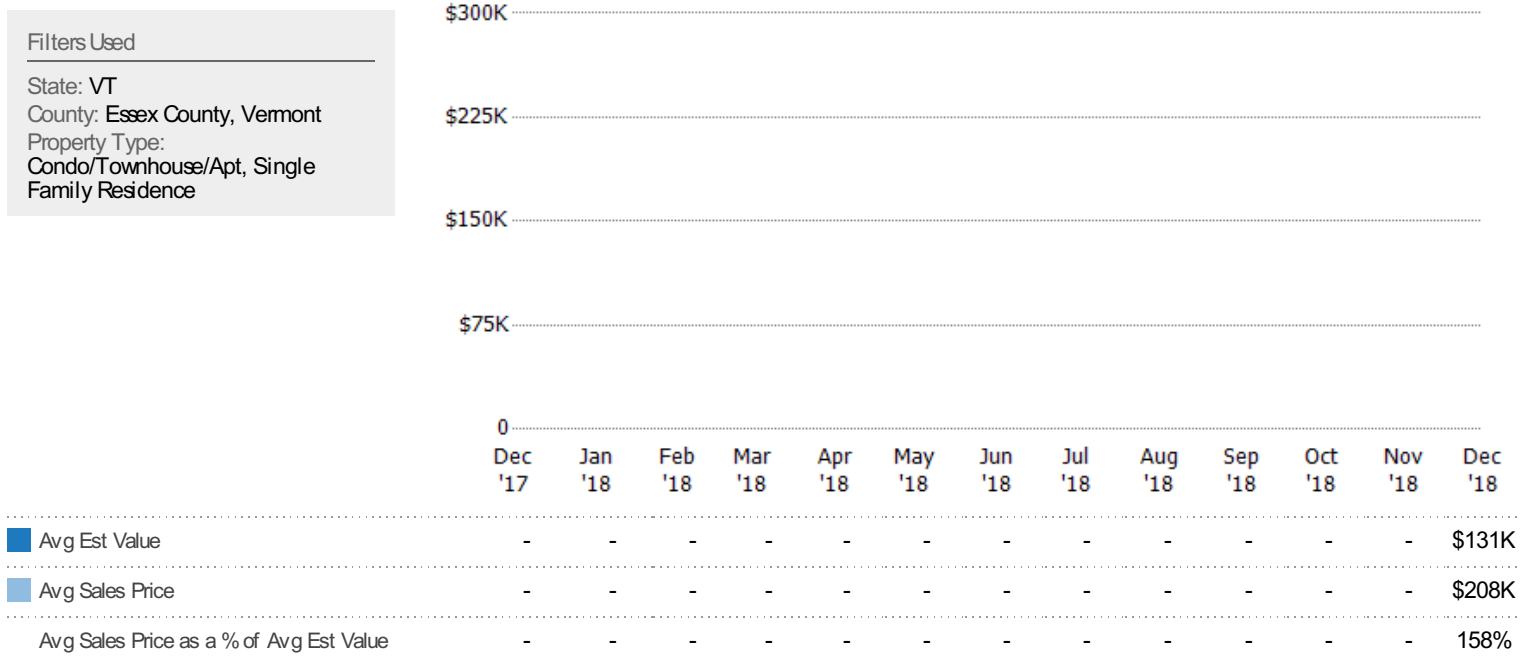 Filters Used
State: VT
County: Essex County, Vermont
Property Type:
Condo/Townhouse/Apt, Single
Family Residence
$300K
$225K
$150K
$75K
0
Dec Jan Feb Mar Apr May Jun Jul Aug Sep Oct Nov Dec
'17 '18 '18 '18 '18 '18 '18 '18 '18 '18 '18 '18 '18
Avg Est Value - - - - - - - - - - - - $131K
Avg Sales Price - - - - - - - - - - - - $208K
Avg Sales Price as a % of Avg Est Value - - - - - - - - - - - - 158%